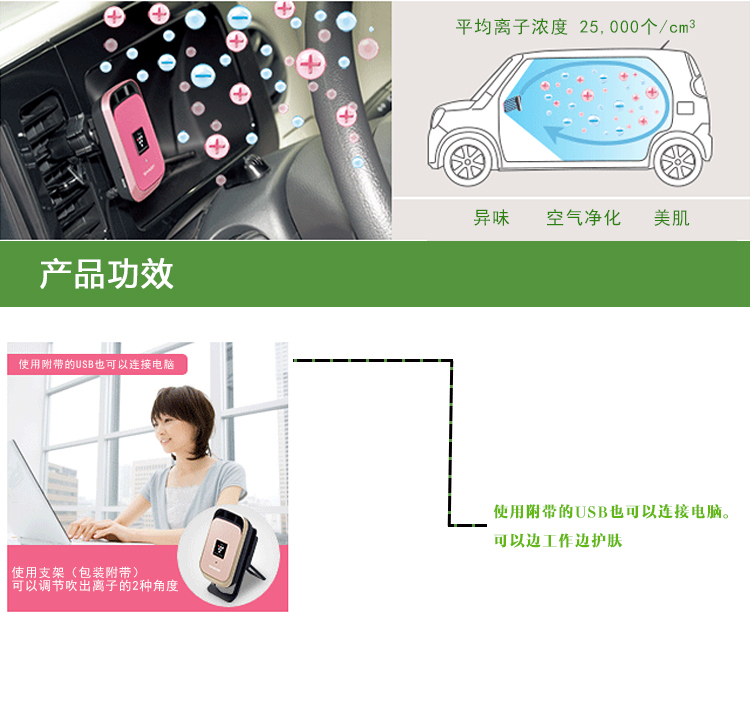 平均离子浓度 25,000个/cm³
异味 空气净化 美肌
产品功效
使用附带的USB也可以连接电脑
使用附带的USB也可以连接电脑。
可以边工作边护肤
使用支架（包装附带）
可以调节吹出离子的2种角度